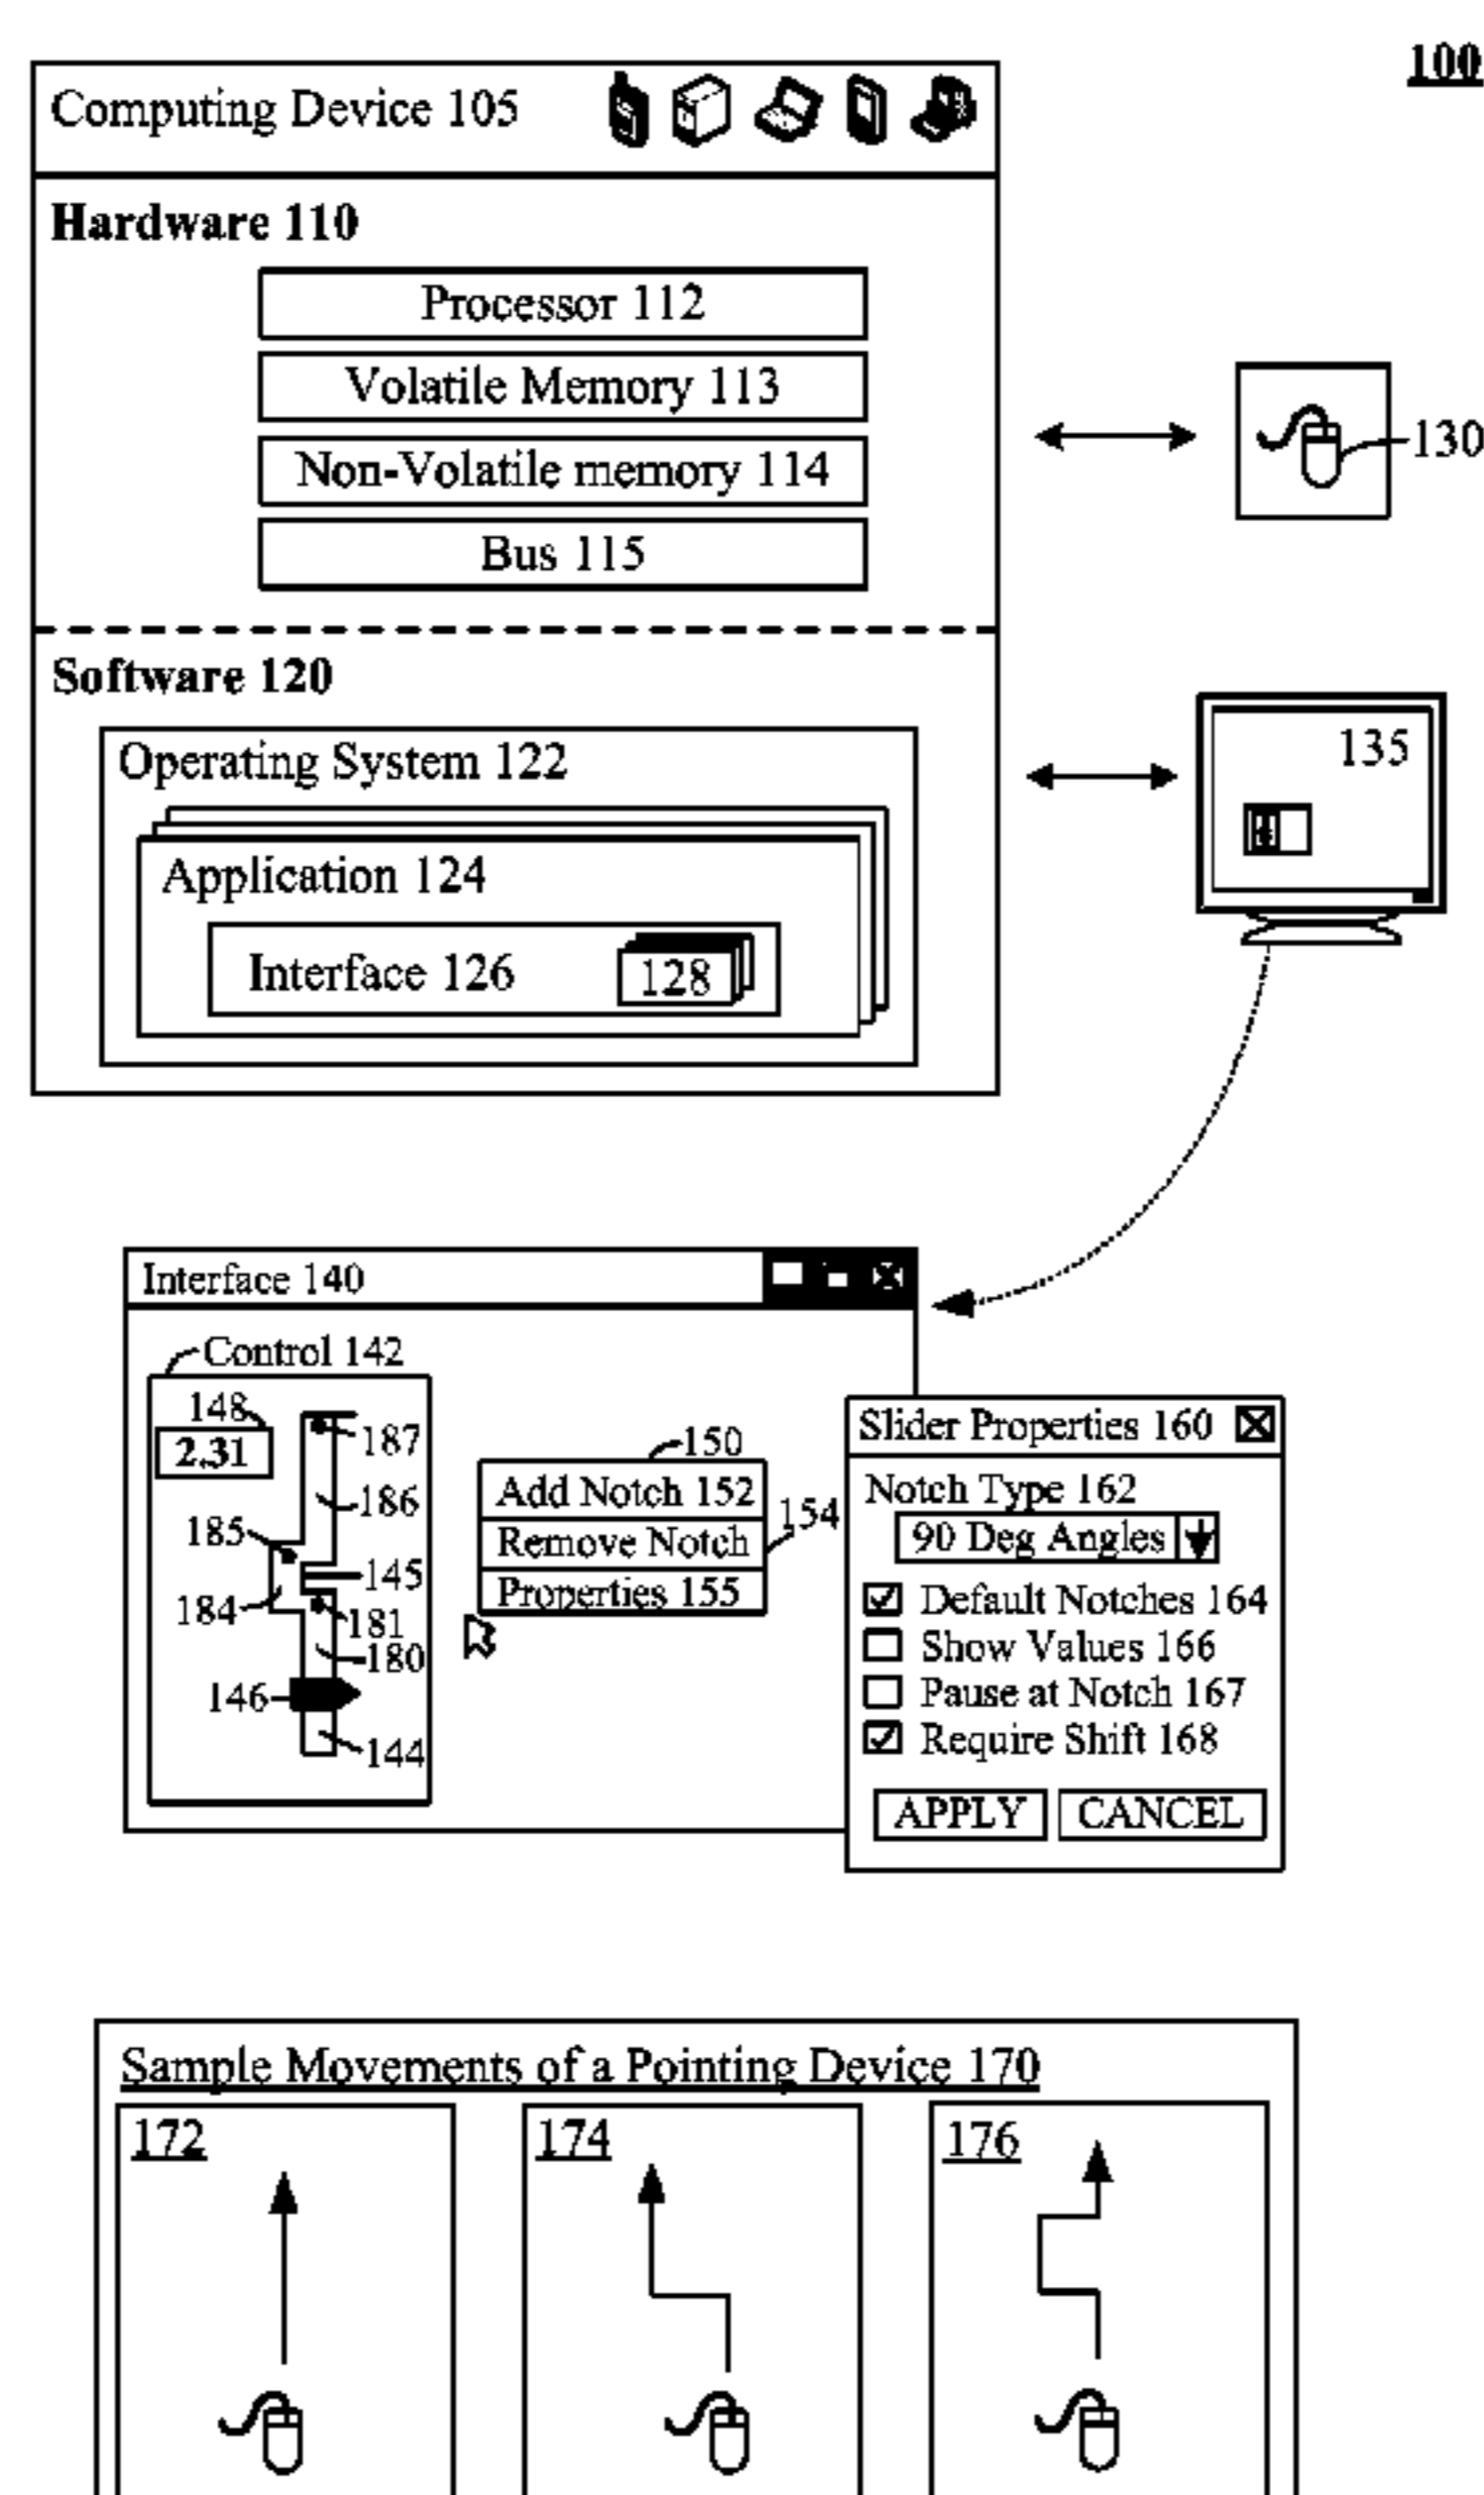 100
Computing Device 105
Hardware 110
Processor 112
Volatile Memory 113
Non-Volatile memory 114
Bus 115
130
Software 120
Operating System 122
135
Application 124
Interface 126
128
Interface 140
Control 142
148
2.31
187
186
185
145
184
181
180
146
144
150
Add Notch 152
154
Remove Notch
Properties 155
Slider Properties 160
Notch Type 162
90 Deg Angles
Default Notches 164
Show Values 166
Pause at Notch 167
Require Shift 168
APPLY
CANCEL
Sample Movements of a Pointing Device 170
172
174
176